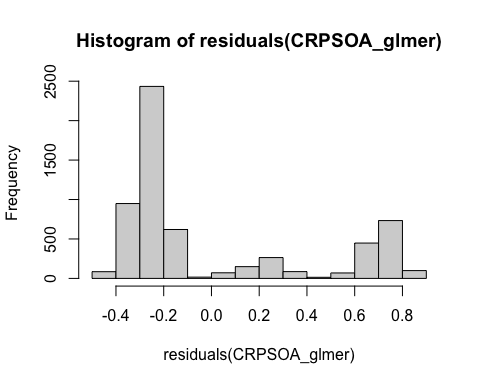 Histogram of residuals(CRPSOA_glmer)
Frequency
2500
1500
500
0
-0.4 -0.2 0.0 0.2 0.4 0.6 0.8
residuals(CRPSOA_glmer)